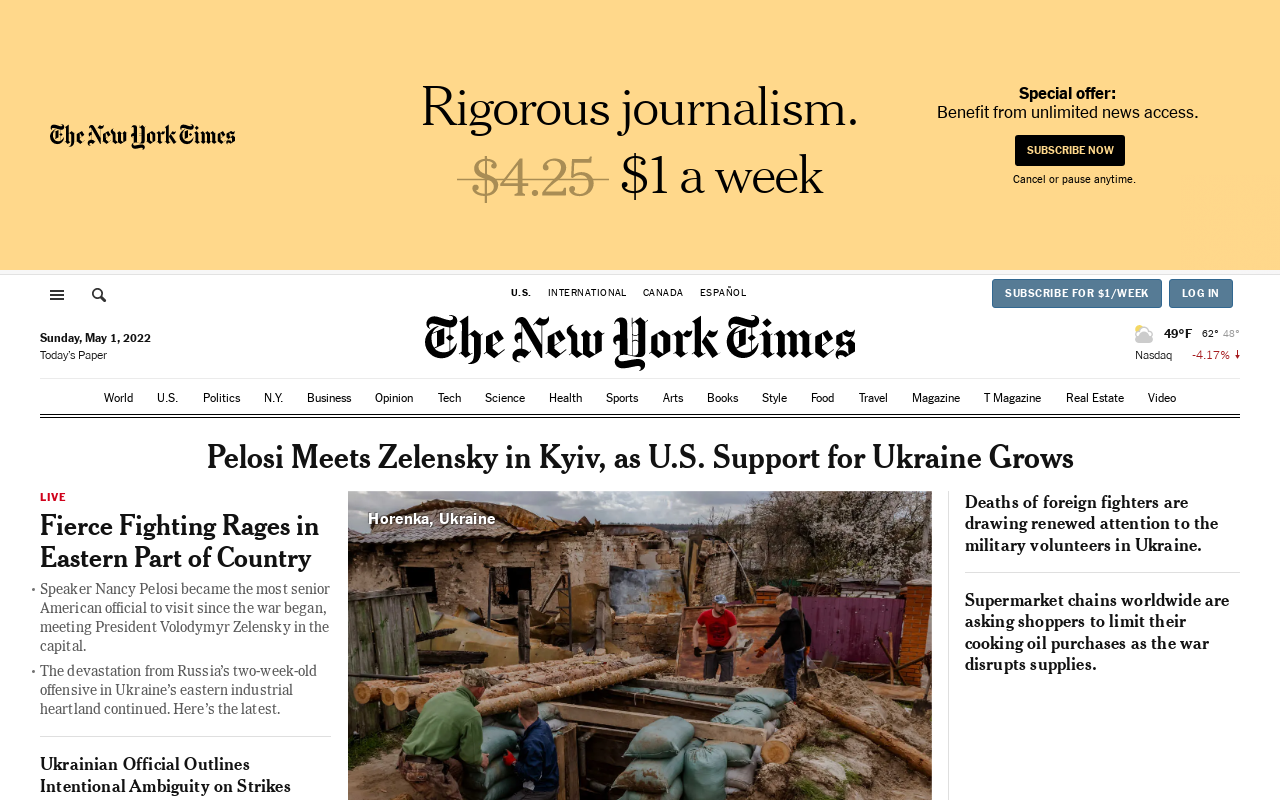 The New York Times
Rigorous journalism.
$4.25 $1 a week
Special offer:
Benefit from unlimited news access.
SUBSCRIBE NOW
Cancel or pause anytime.
U.S. INTERNATIONAL CANADA ESPAÑOL
SUBSCRIBE FOR $1/WEEK LOG IN
Sunday, May 1, 2022
Today's Paper
The New York Times
49°F 62° 48°
Nasdaq -4.17% ↓
World U.S. Politics N.Y. Business Opinion Tech Science Health Sports Arts Books Style Food Travel Magazine T Magazine Real Estate Video
Pelosi Meets Zelensky in Kyiv, as U.S. Support for Ukraine Grows
LIVE
Fierce Fighting Rages in
Eastern Part of Country
• Speaker Nancy Pelosi became the most senior
American official to visit since the war began,
meeting President Volodymyr Zelensky in the
capital.
• The devastation from Russia’s two-week-old
offensive in Ukraine’s eastern industrial
heartland continued. Here’s the latest.
Ukrainian Official Outlines
Intentional Ambiguity on Strikes
Horenka, Ukraine
Deaths of foreign fighters are
drawing renewed attention to the
military volunteers in Ukraine.
Supermarket chains worldwide are
asking shoppers to limit their
cooking oil purchases as the war
disrupts supplies.